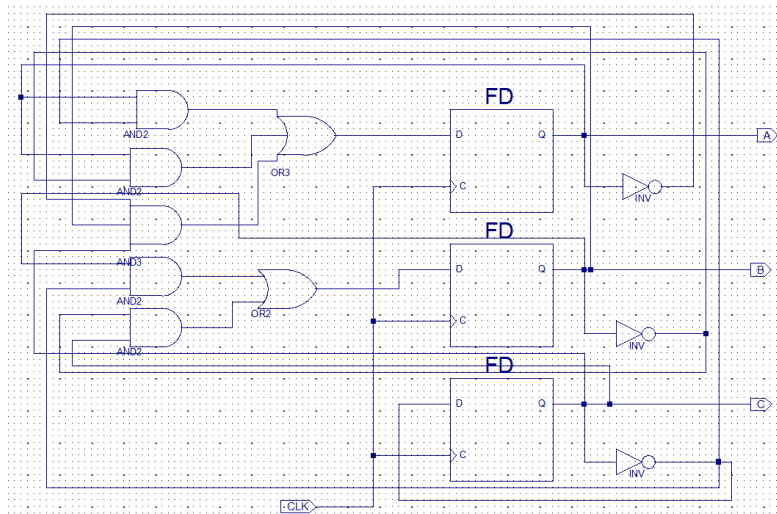 FD
D
Q
A
C
AND2
OR3
INV
AND2
FD
AND3
D
Q
B
AND2
OR2
C
INV
AND2
FD
D
Q
C
C
INV
CLK